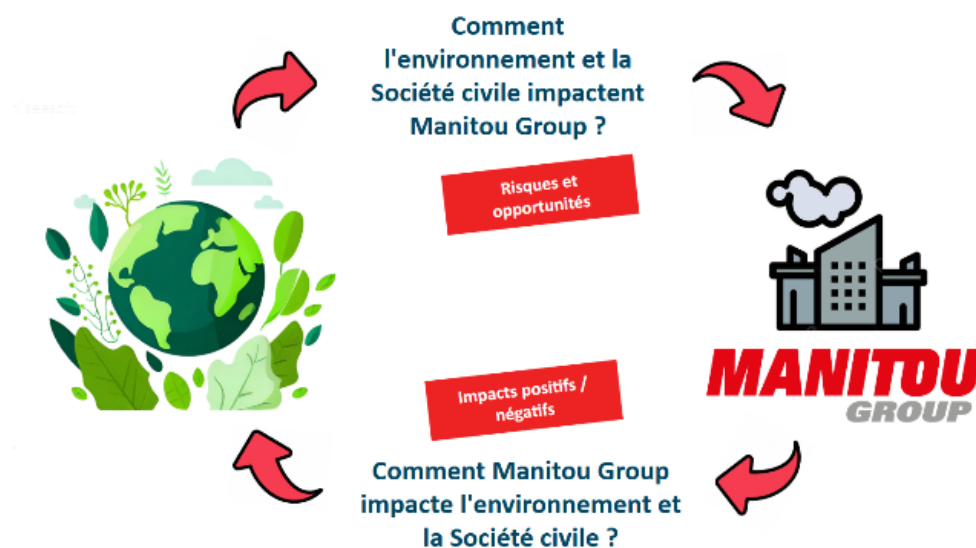 Comment
l'environnement et la
Société civile impactent
Manitou Group ?
Risques et
opportunités
MANITOU
GROUP
Impacts positifs /
négatifs
Comment Manitou Group
impacte l'environnement et
la Société civile ?